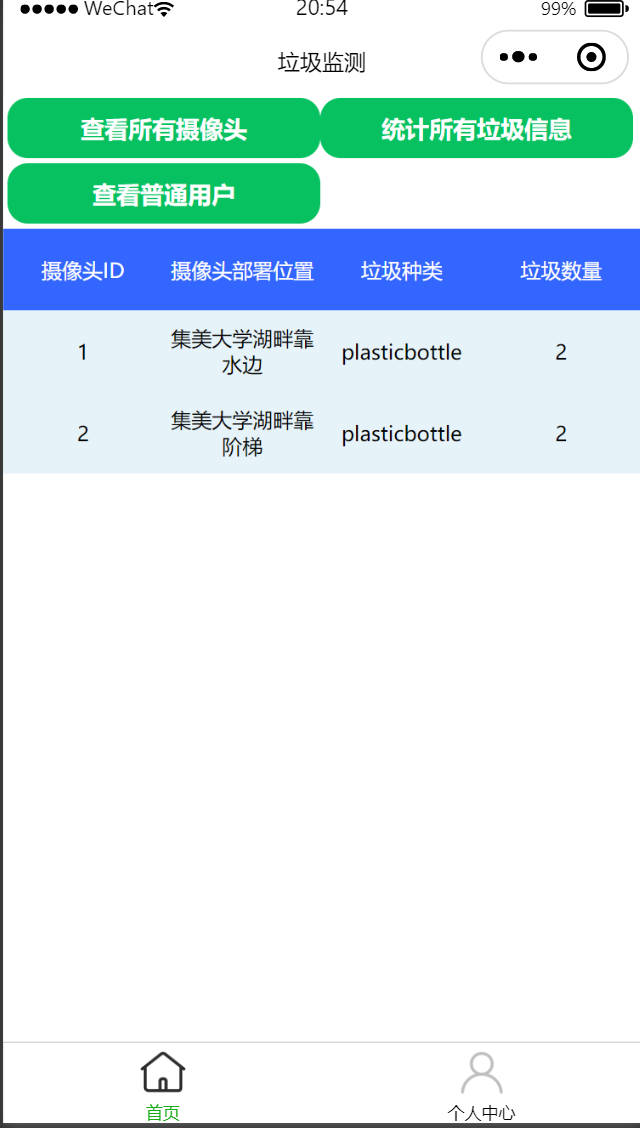 WeChat 20:54 99%
垃圾监测
查看所有摄像头 统计所有垃圾信息
查看普通用户
摄像头ID 摄像头部署位置 垃圾种类 垃圾数量
1 集美大学湖畔靠水边 plasticbottle 2
2 集美大学湖畔靠阶梯 plasticbottle 2
首页 个人中心